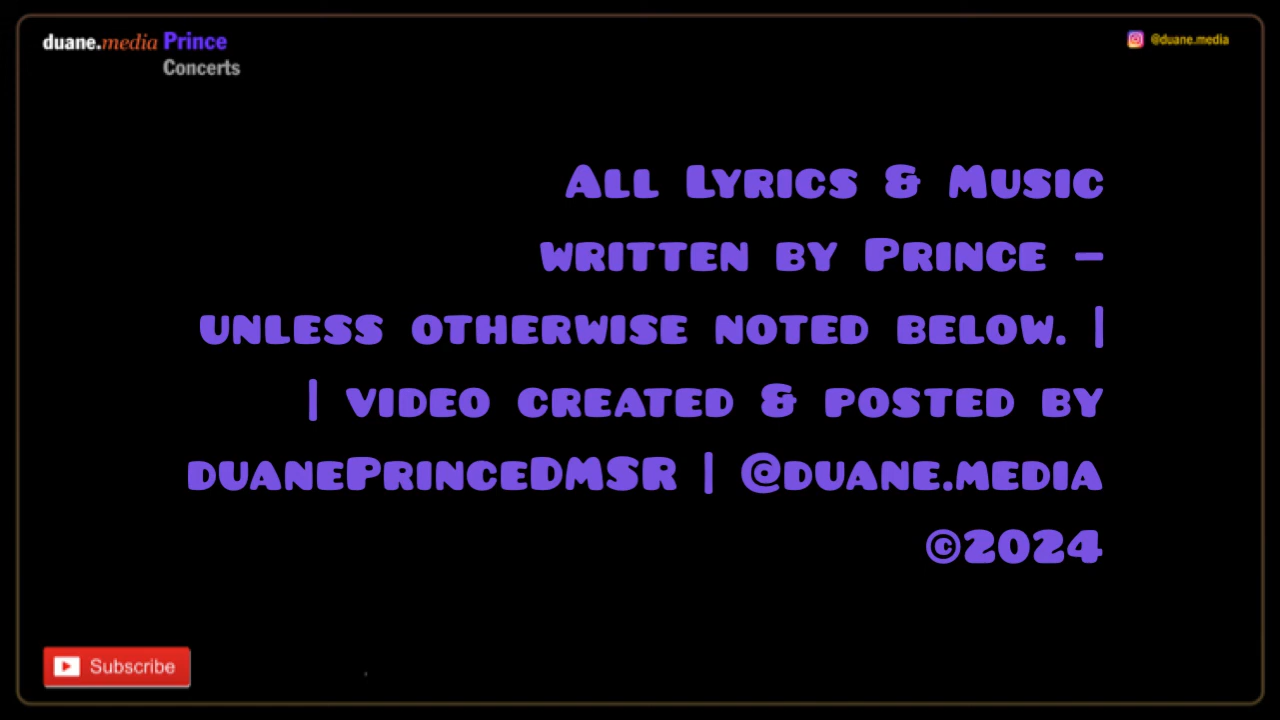 duane.media Prince
Concerts
@duane.media
All Lyrics & Music
written by Prince –
unless otherwise noted below. |
| video created & posted by
duanePrinceDMSR | @duane.media
©2024
Subscribe